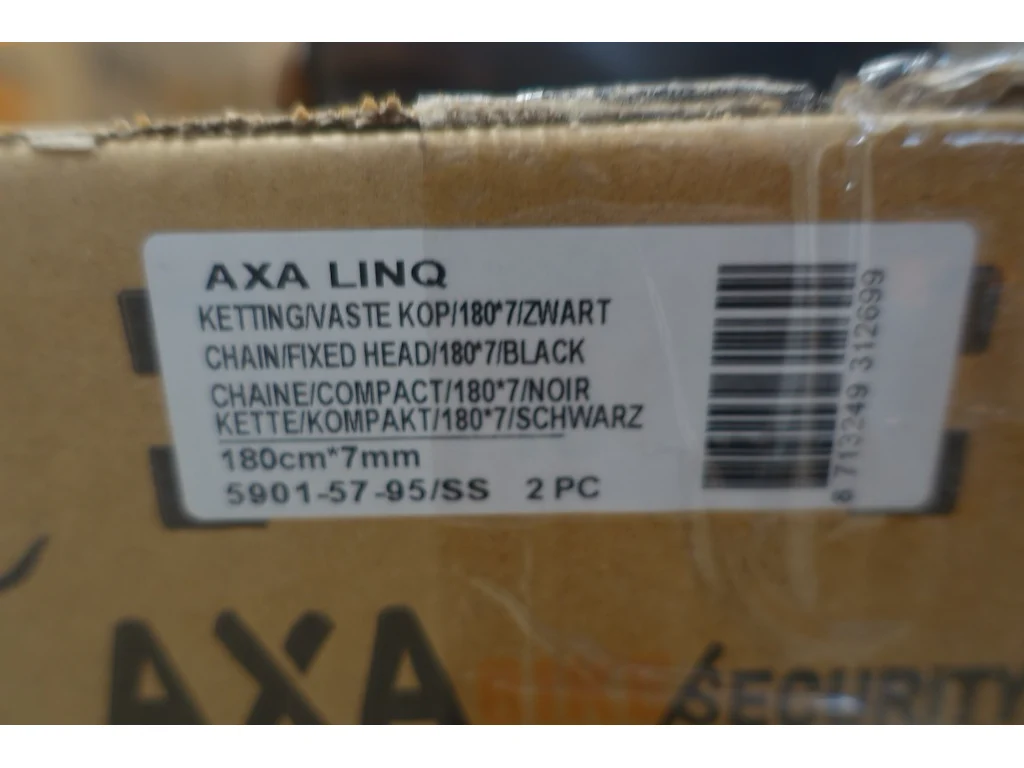 AXA LINQ
KETTING/VASTE KOP/180*7/ZWART
CHAIN/FIXED HEAD/180*7/BLACK
CHAINE/COMPACT/180*7/NOIR
KETTE/KOMPAKT/180*7/SCHWARZ
180cm*7mm
5901-57-95/SS 2 PC
8 713249 312699
AXA
SECURITY